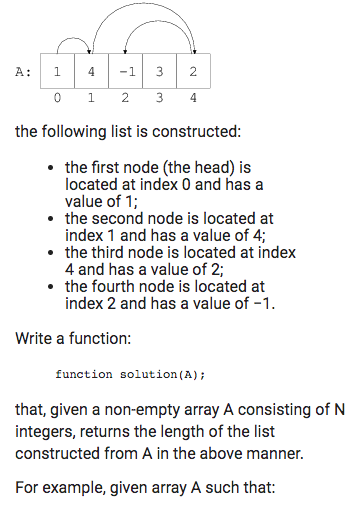 A: 1 4 -1 3 2
0 1 2 3 4
the following list is constructed:
• the first node (the head) is
located at index 0 and has a
value of 1;
• the second node is located at
index 1 and has a value of 4;
• the third node is located at index
4 and has a value of 2;
• the fourth node is located at
index 2 and has a value of −1.
Write a function:
function solution(A);
that, given a non-empty array A consisting of N
integers, returns the length of the list
constructed from A in the above manner.
For example, given array A such that: